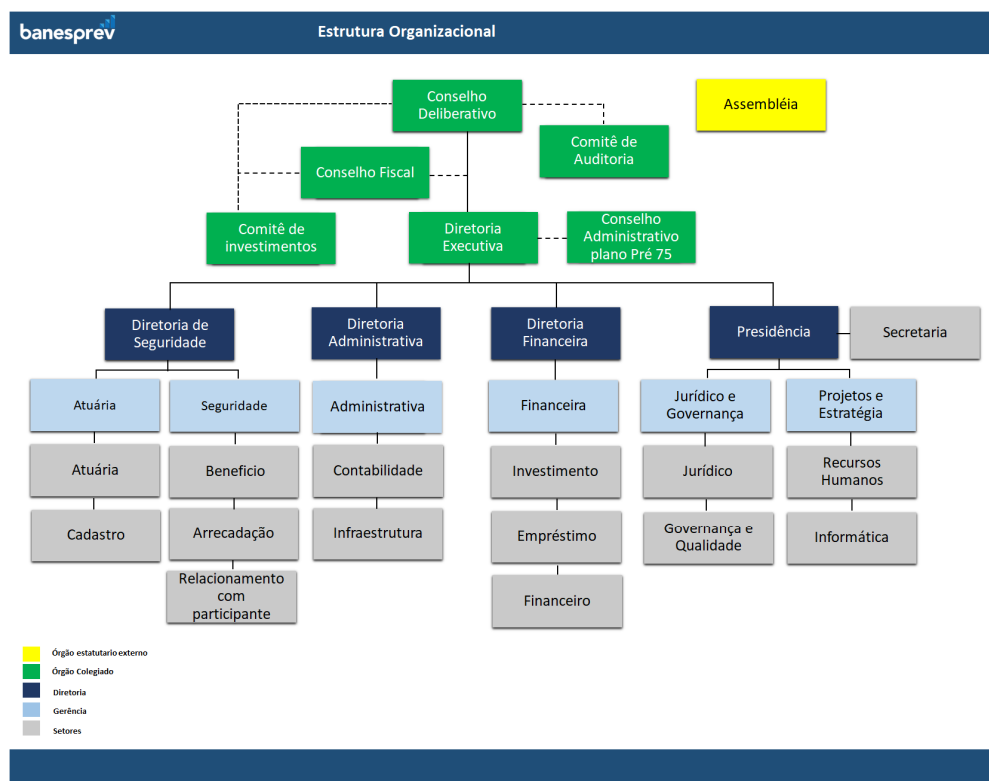 banesprev
Estrutura Organizacional
Conselho
Deliberativo
Assembléia
Comitê de
Auditoria
Conselho Fiscal
Comitê de
investimentos
Diretoria
Executiva
Conselho
Administrativo
plano Pré 75
Diretoria de
Seguridade
Diretoria
Administrativa
Diretoria
Financeira
Presidência
Secretaria
Atuária
Seguridade
Administrativa
Financeira
Jurídico e
Governança
Projetos e
Estratégia
Atuária
Beneficio
Contabilidade
Investimento
Jurídico
Recursos
Humanos
Cadastro
Arrecadação
Infraestrutura
Empréstimo
Governança e
Qualidade
Informática
Relacionamento
com
participante
Financeiro
Órgão estatutario externo
Órgão Colegiado
Diretoria
Gerência
Setores